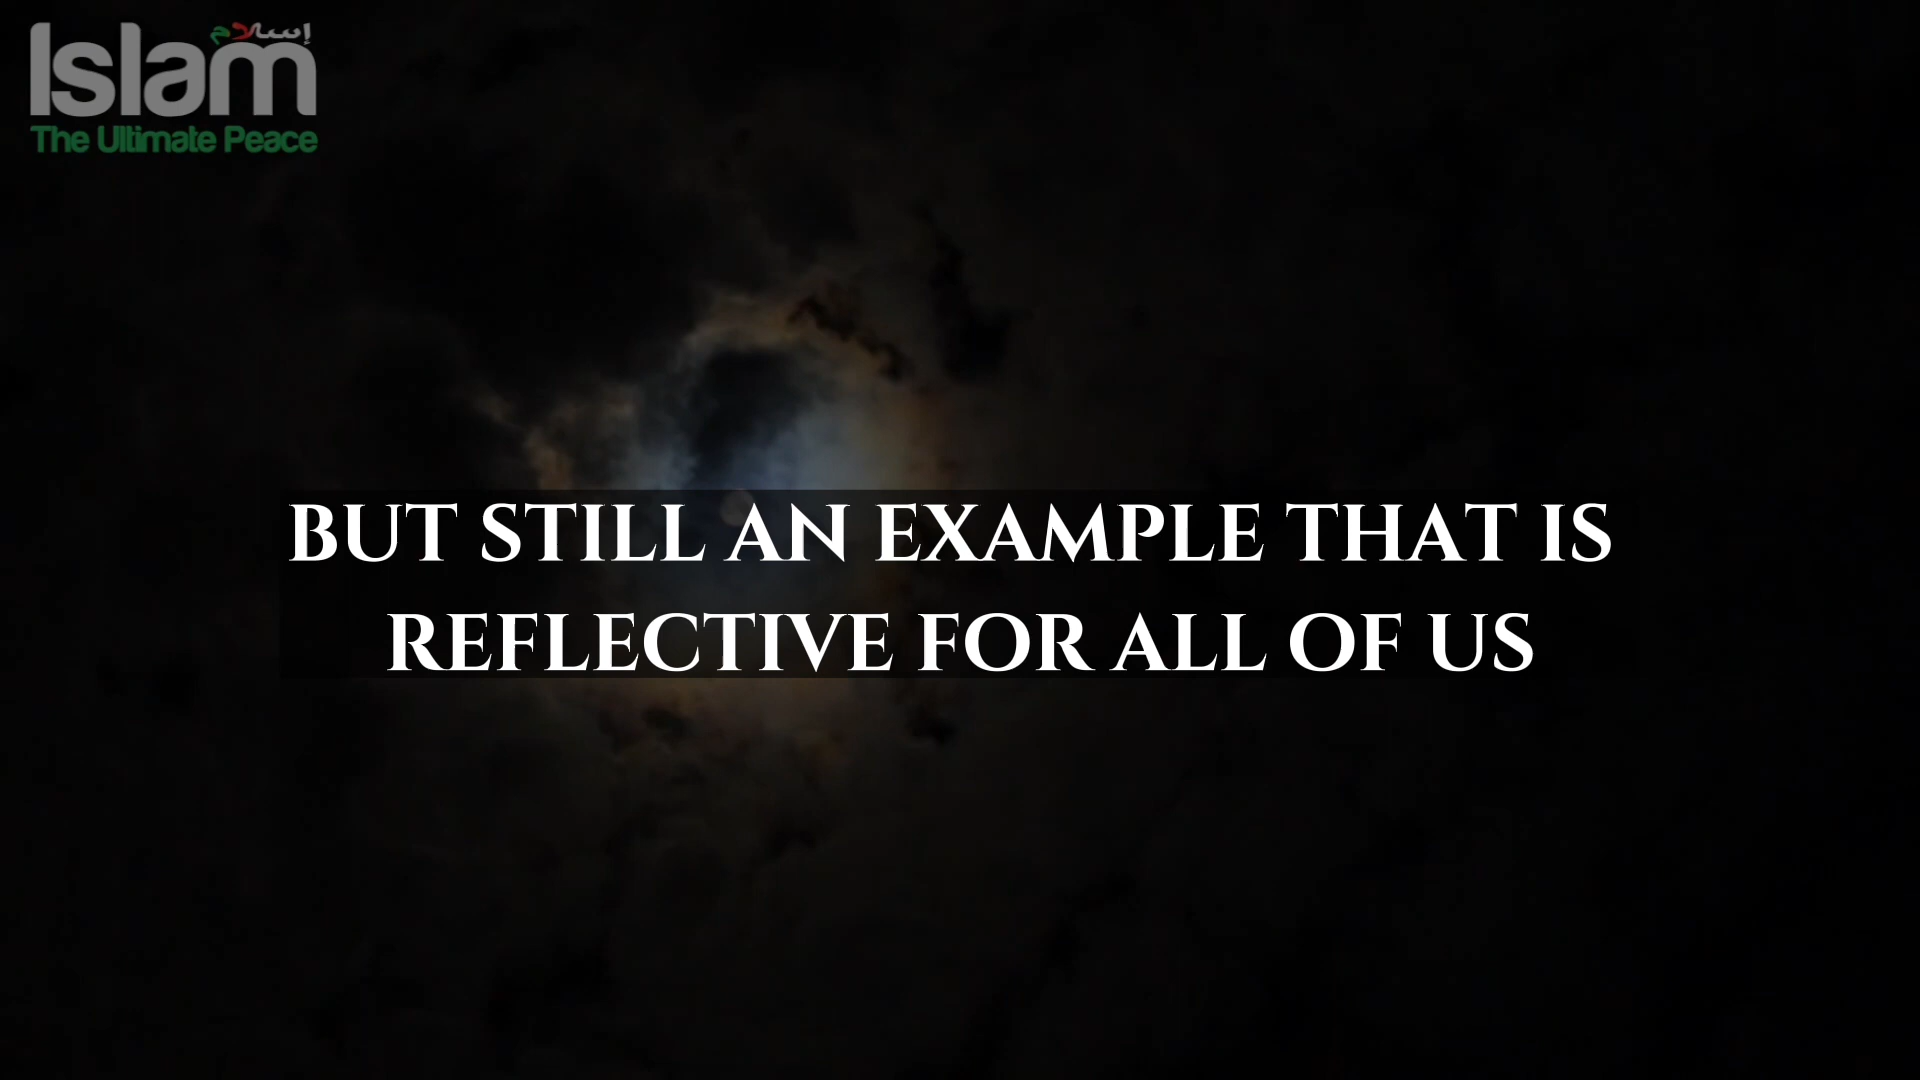 إسلام
Islam
The Ultimate Peace
BUT STILL AN EXAMPLE THAT IS
REFLECTIVE FOR ALL OF US